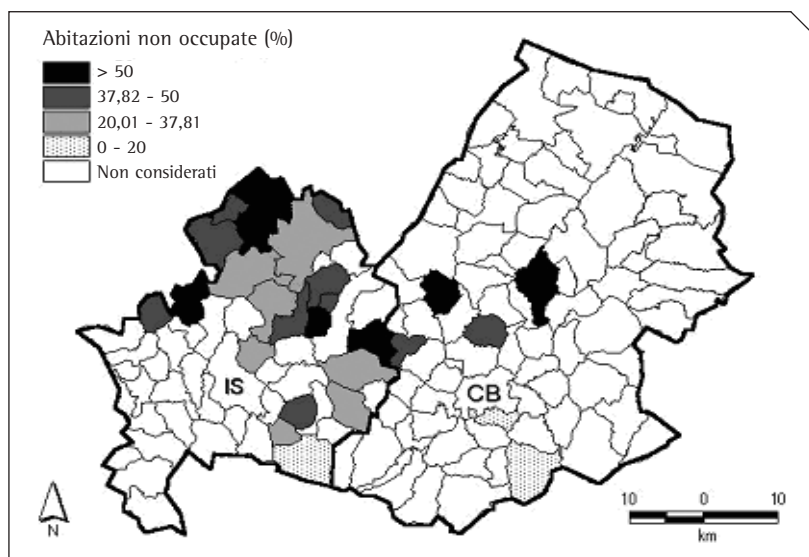 Abitazioni non occupate (%)
> 50
37,82 - 50
20,01 - 37,81
0 - 20
Non considerati
IS
CB
N
10 0 10
km